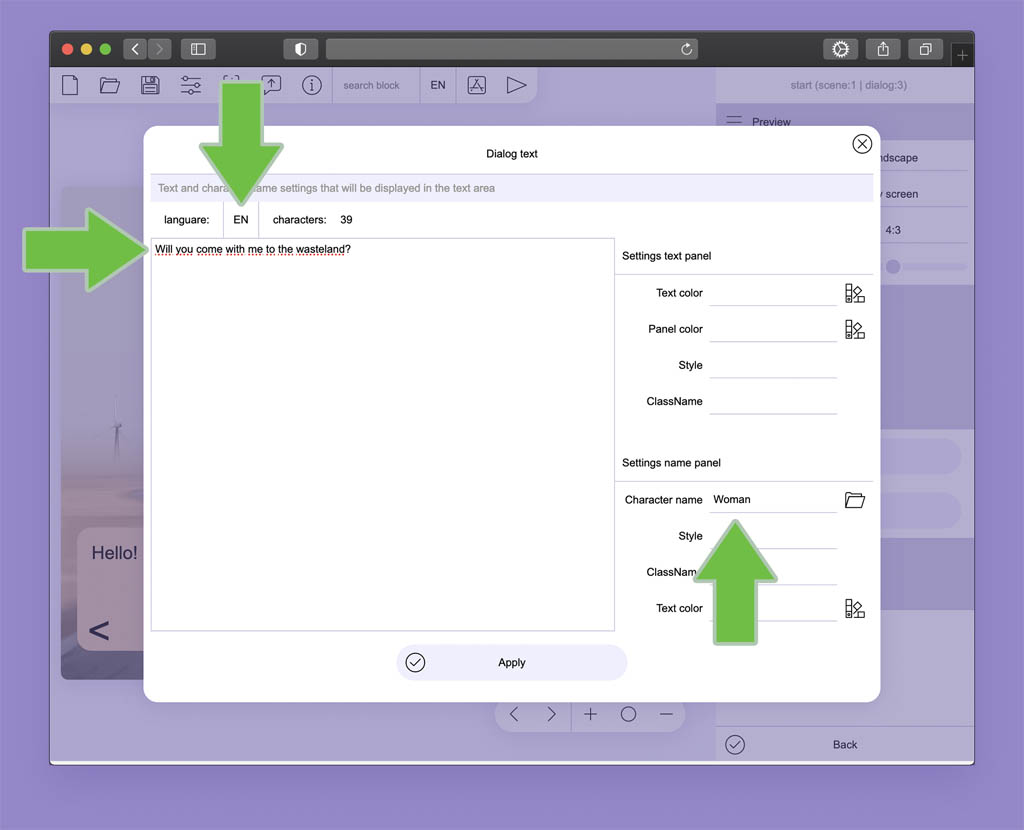 search block
EN
start (scene:1 | dialog:3)
Preview
Dialog text
ndscape
Text and chara ame settings that will be displayed in the text area
screen
languare:
EN
characters:
39
4:3
Will you come with me to the wasteland?
Settings text panel
Text color
Panel color
Style
ClassName
Settings name panel
Character name
Woman
Style
ClassName
Text color
Hello!
<
Apply
Back